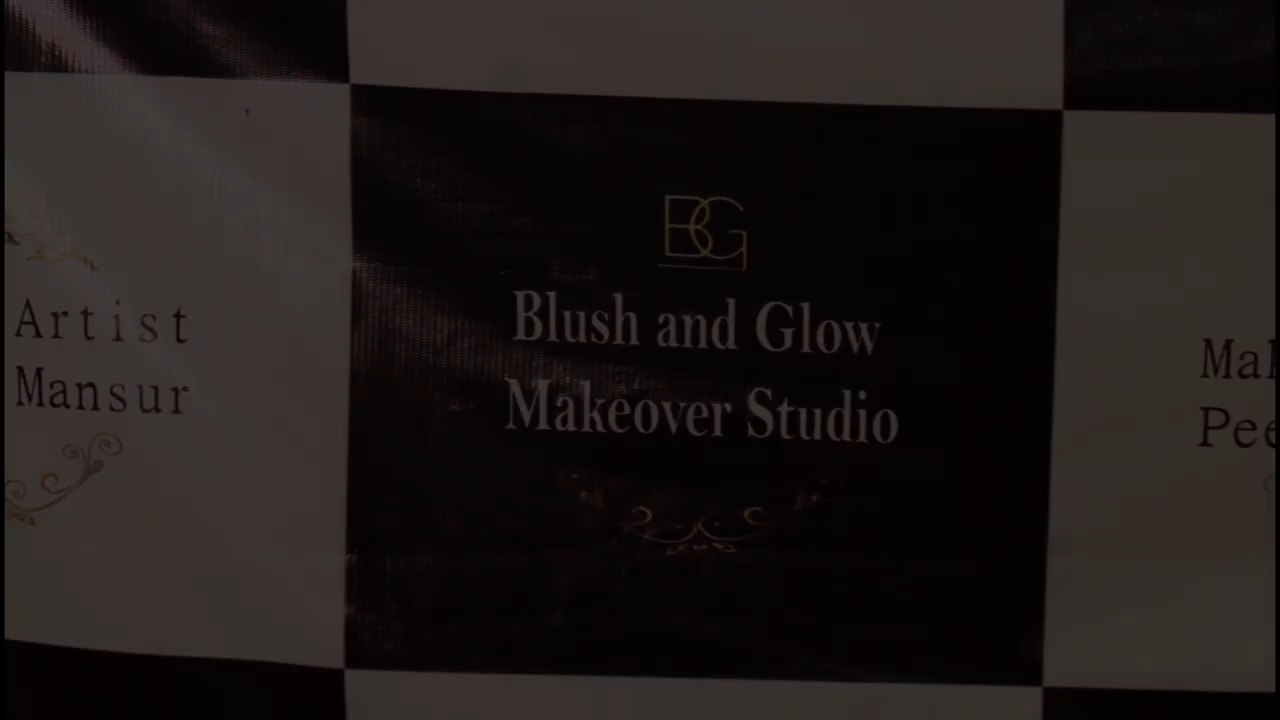 Artist
Mansur
BG
Blush and Glow
Makeover Studio